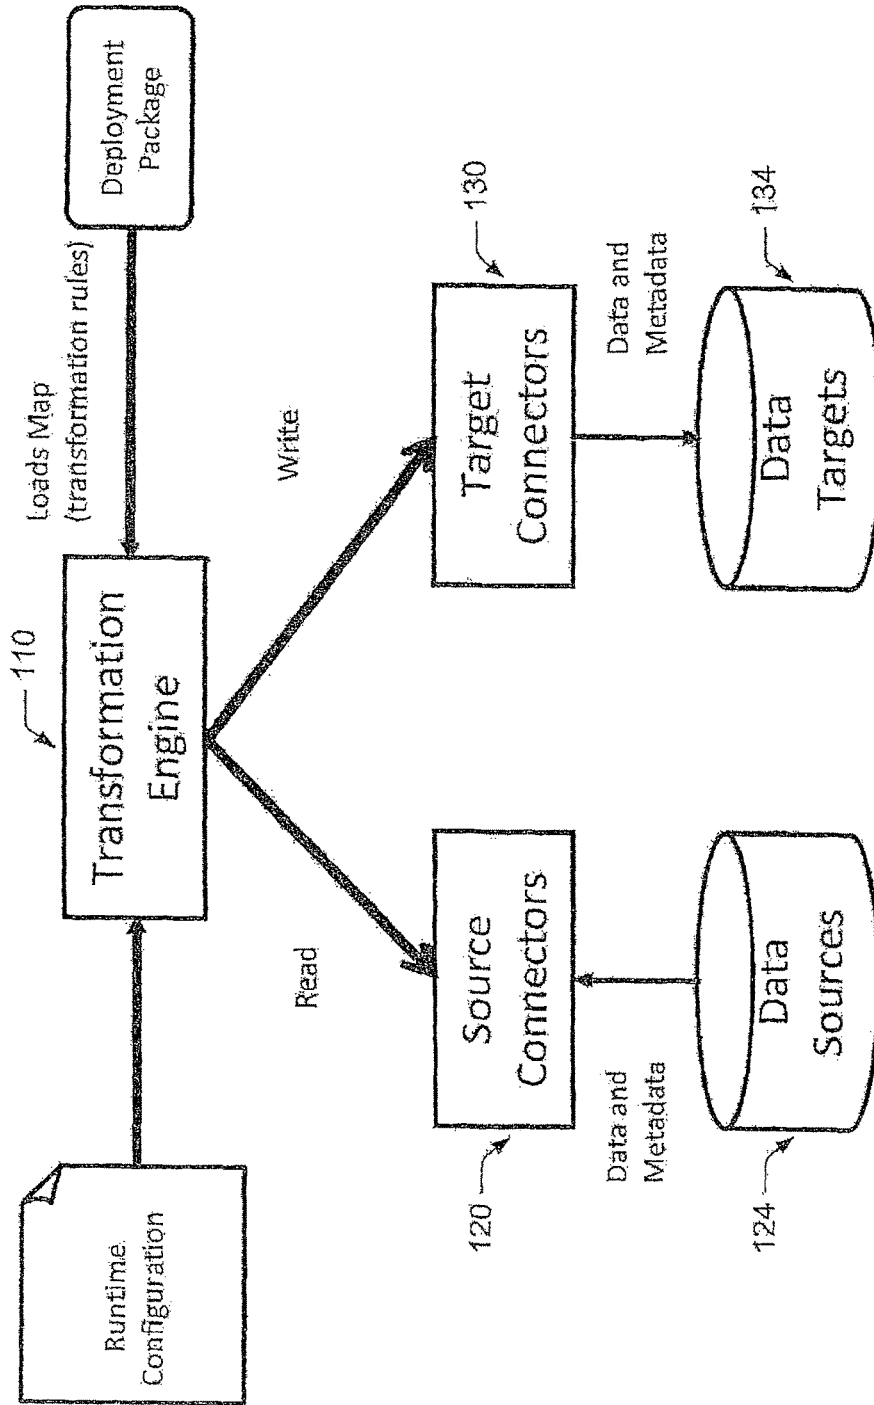 110
Runtime
Configuration
Transformation
Engine
Loads Map
(transformation rules)
Deployment
Package
Read
Write
120
Source
Connectors
Target
Connectors
130
Data and
Metadata
Data and
Metadata
124
Data
Sources
Data
Targets
134